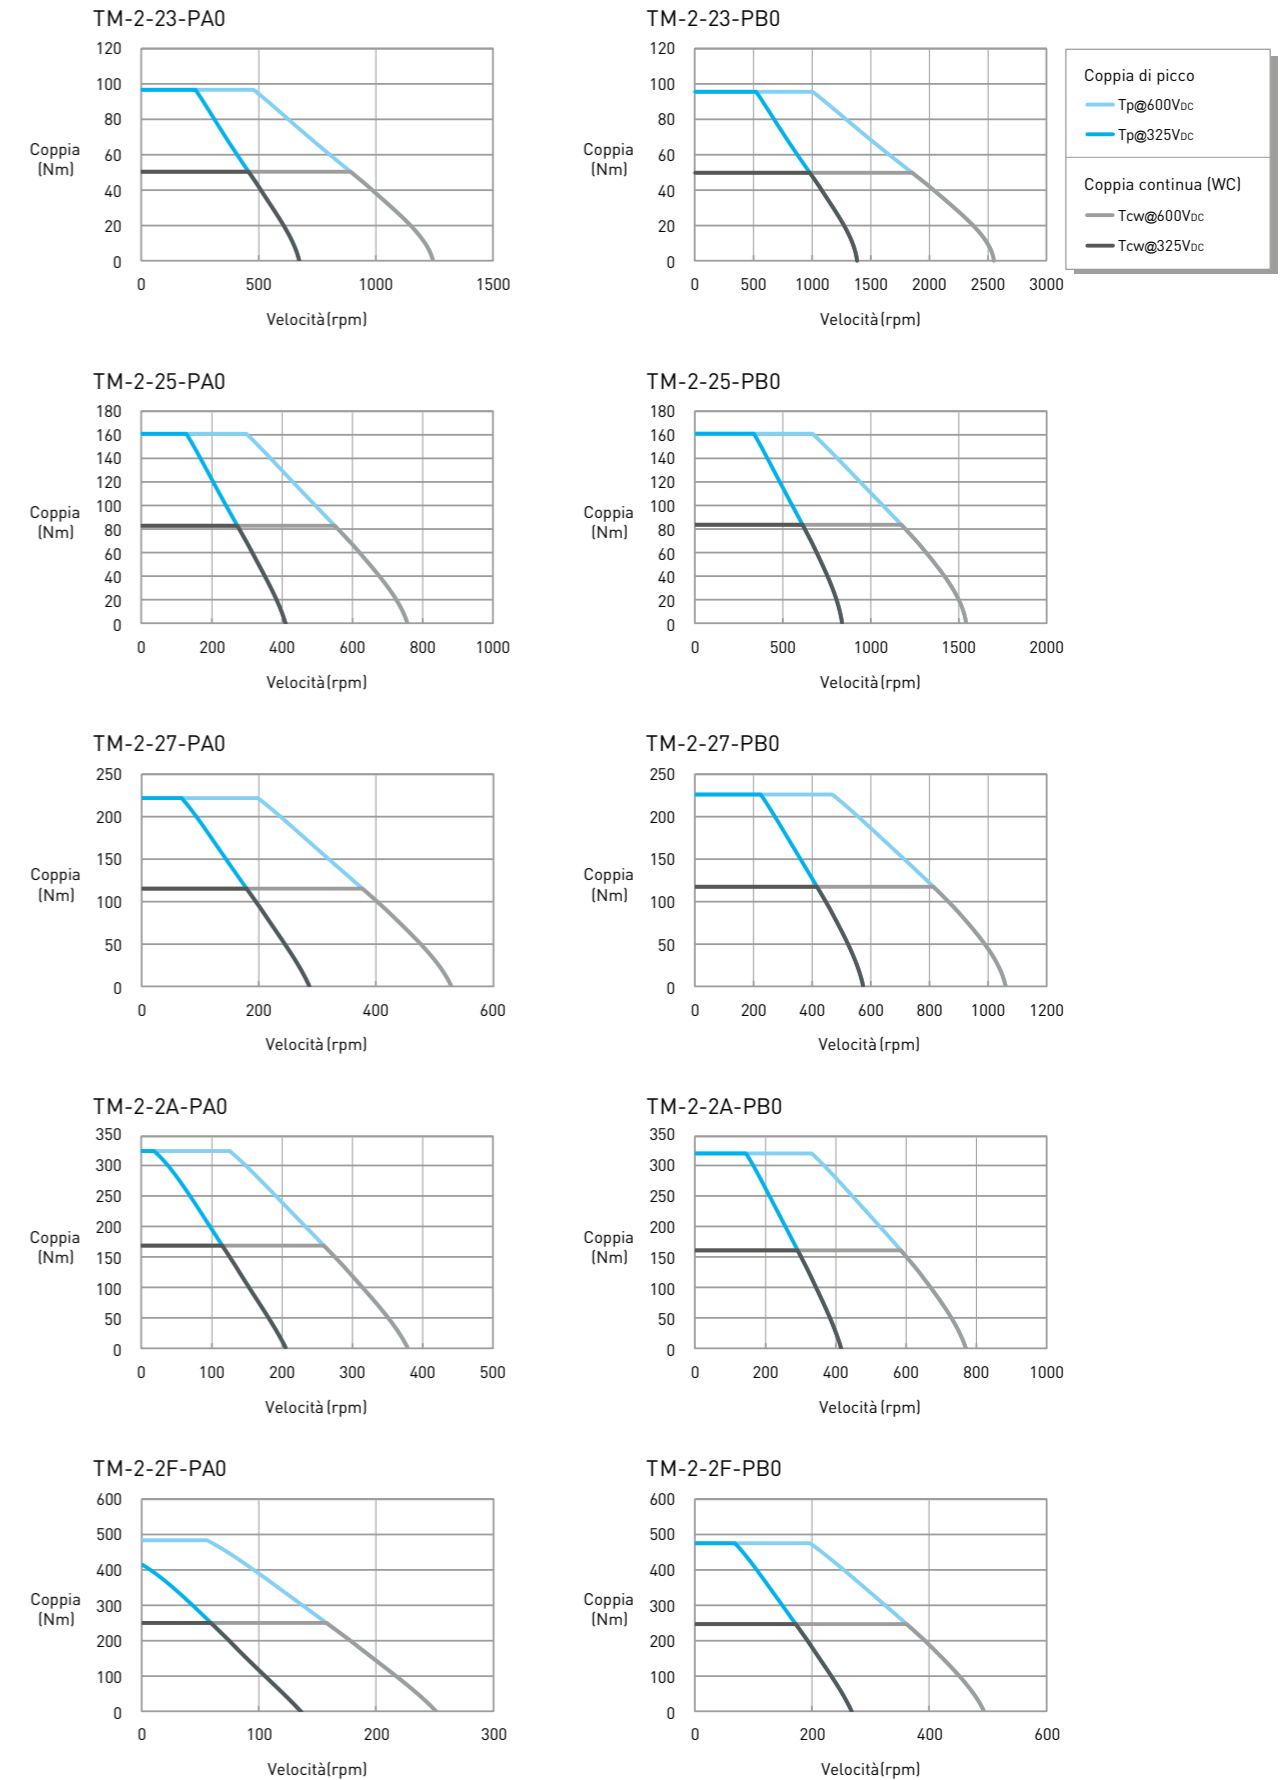 TM-2-23-PA0
120
100
80
60
40
20
0
Coppia
(Nm)
0 500 1000 1500
Velocità(rpm)
TM-2-23-PB0
120
100
80
60
40
20
0
Coppia
(Nm)
0 500 1000 1500 2000 2500 3000
Velocità(rpm)
Coppia di picco
Tp@600VDC
Tp@325VDC
Coppia continua (WC)
Tcw@600VDC
Tcw@325VDC
TM-2-25-PA0
180
160
140
120
100
80
60
40
20
0
Coppia
(Nm)
0 200 400 600 800 1000
Velocità(rpm)
TM-2-25-PB0
180
160
140
120
100
80
60
40
20
0
Coppia
(Nm)
0 500 1000 1500 2000
Velocità(rpm)
TM-2-27-PA0
250
200
150
100
50
0
Coppia
(Nm)
0 200 400 600
Velocità (rpm)
TM-2-27-PB0
250
200
150
100
50
0
Coppia
(Nm)
0 200 400 600 800 1000 1200
Velocità (rpm)
TM-2-2A-PA0
350
300
250
200
150
100
50
0
Coppia
(Nm)
0 100 200 300 400 500
Velocità (rpm)
TM-2-2A-PB0
350
300
250
200
150
100
50
0
Coppia
(Nm)
0 200 400 600 800 1000
Velocità (rpm)
TM-2-2F-PA0
600
500
400
300
200
100
0
Coppia
(Nm)
0 100 200 300
Velocità(rpm)
TM-2-2F-PB0
600
500
400
300
200
100
0
Coppia
(Nm)
0 200 400 600
Velocità(rpm)